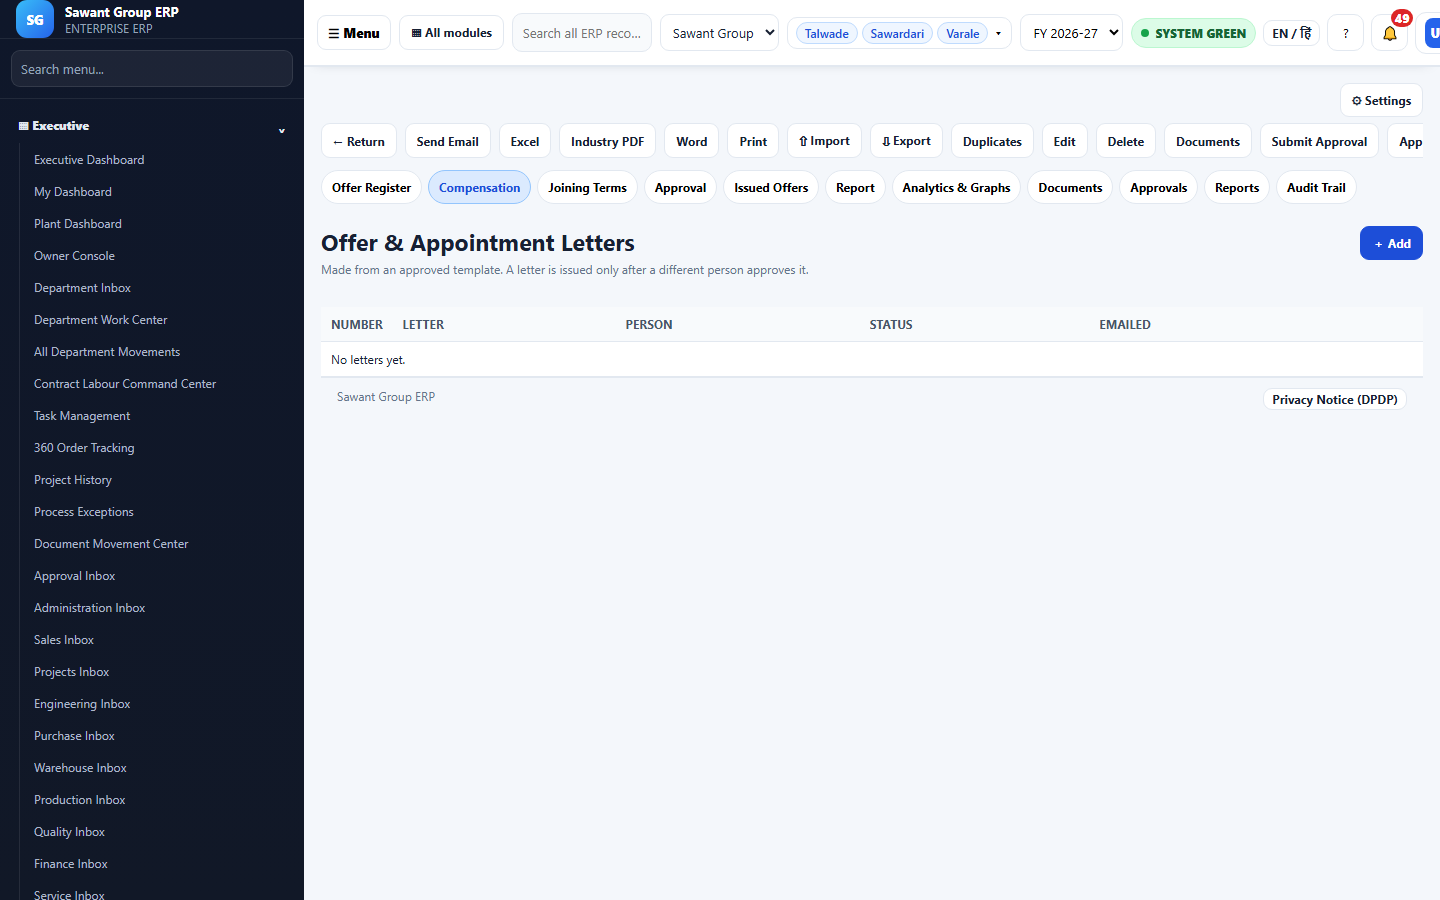 SG
Sawant Group ERP
ENTERPRISE ERP
☰ Menu
All modules
Search all ERP reco...
Sawant Group
Talwade
Sawardari
Varale
FY 2026-27
SYSTEM GREEN
EN / हिं
?
49
U
Search menu...
Executive
Executive Dashboard
My Dashboard
Plant Dashboard
Owner Console
Department Inbox
Department Work Center
All Department Movements
Contract Labour Command Center
Task Management
360 Order Tracking
Project History
Process Exceptions
Document Movement Center
Approval Inbox
Administration Inbox
Sales Inbox
Projects Inbox
Engineering Inbox
Purchase Inbox
Warehouse Inbox
Production Inbox
Quality Inbox
Finance Inbox
Service Inbox
⚙ Settings
← Return
Send Email
Excel
Industry PDF
Word
Print
⇧ Import
⇩ Export
Duplicates
Edit
Delete
Documents
Submit Approval
App
Offer Register
Compensation
Joining Terms
Approval
Issued Offers
Report
Analytics & Graphs
Documents
Approvals
Reports
Audit Trail
Offer & Appointment Letters
+ Add
Made from an approved template. A letter is issued only after a different person approves it.
NUMBER LETTER PERSON STATUS EMAILED
No letters yet.
Sawant Group ERP
Privacy Notice (DPDP)